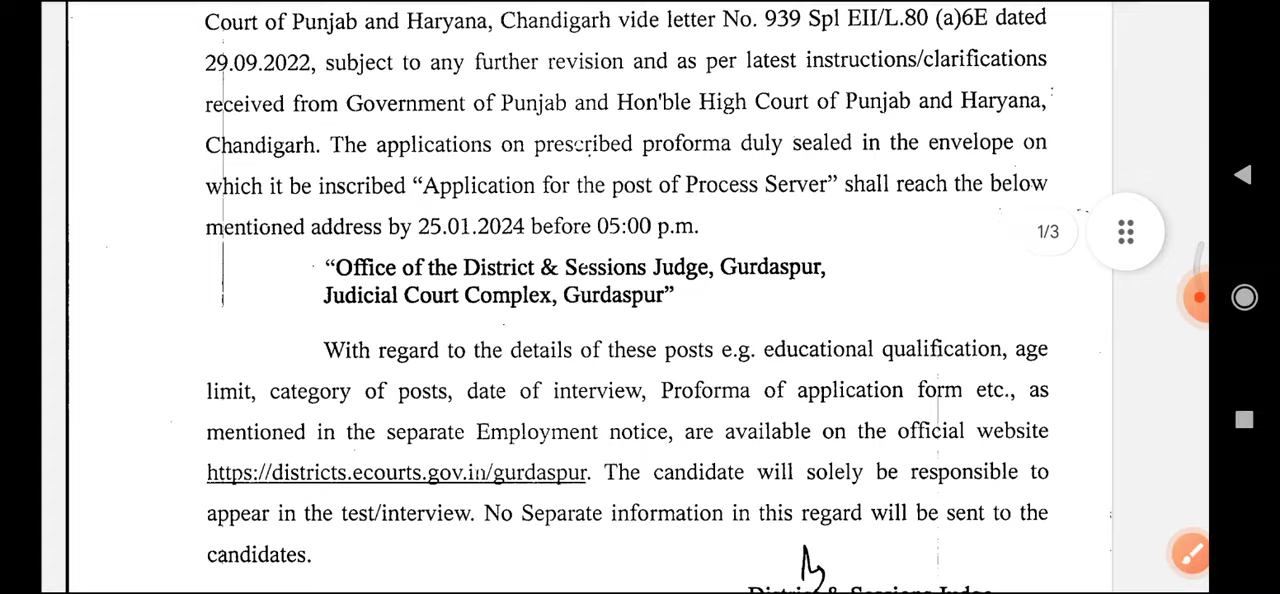 Court of Punjab and Haryana, Chandigarh vide letter No. 939 Spl EII/L.80 (a)6E dated
29.09.2022, subject to any further revision and as per latest instructions/clarifications
received from Government of Punjab and Hon'ble High Court of Punjab and Haryana,
Chandigarh. The applications on prescribed proforma duly sealed in the envelope on
which it be inscribed “Application for the post of Process Server” shall reach the below
mentioned address by 25.01.2024 before 05:00 p.m.
1/3
“Office of the District & Sessions Judge, Gurdaspur,
Judicial Court Complex, Gurdaspur”
With regard to the details of these posts e.g. educational qualification, age
limit, category of posts, date of interview, Proforma of application form etc., as
mentioned in the separate Employment notice, are available on the official website
https://districts.ecourts.gov.in/gurdaspur. The candidate will solely be responsible to
appear in the test/interview. No Separate information in this regard will be sent to the
candidates.
District & Sessions Judge